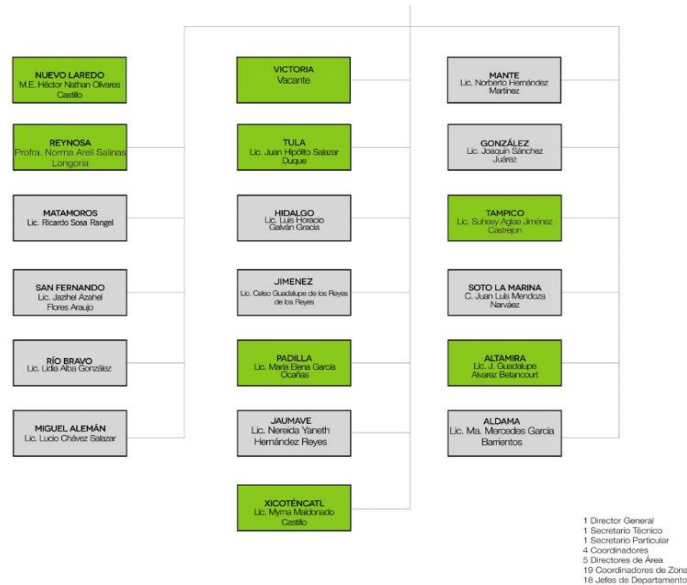 NUEVO LAREDO
M.E. Héctor Nathan Olivares
Castillo
REYNOSA
Profra. Norma Areli Salinas
Longoria
MATAMOROS
Lic. Ricardo Sosa Rangel
SAN FERNANDO
Lic. Jazihel Azahel
Flores Araujo
RÍO BRAVO
Lic. Lidia Alba González
MIGUEL ALEMÁN
Lic. Lucio Chávez Salazar
VICTORIA
Vacante
TULA
Lic. Juan Hipólito Salazar
Duque
HIDALGO
Lic. Luis Horacio
Galván Gracia
JIMENEZ
Lic. Celso Guadalupe de los Reyes
de los Reyes
PADILLA
Lic. María Elena García
Ocañas
JAUMAVE
Lic. Nereida Yaneth
Hernández Reyes
XICOTÉNCATL
Lic. Myrna Maldonado
Castillo
MANTE
Lic. Norberto Hernández
Martínez
GONZÁLEZ
Lic. Joaquín Sánchez
Juárez
TAMPICO
Lic. Suheey Aglae Jiménez
Castrejon
SOTO LA MARINA
C. Juan Luis Mendoza
Narváez
ALTAMIRA
Lic. J. Guadalupe
Alvarez Betancourt
ALDAMA
Lic. Ma. Mercedes García
Barrientos
1 Director General
1 Secretario Técnico
1 Secretario Particular
4 Coordinadores
5 Directores de Área
19 Coordinadores de Zona
18 Jefes de Departamento